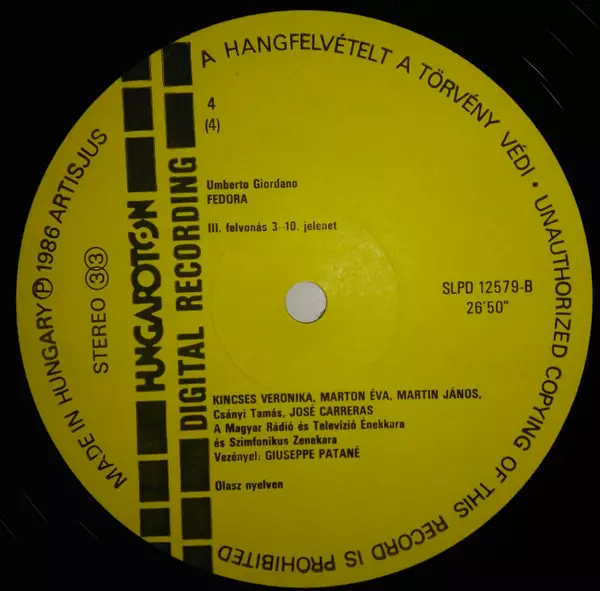 A HANGFELVÉTELT A TÖRVÉNY VÉDI · UNAUTHORIZED COPYING OF THIS RECORD IS PROHIBITED
MADE IN HUNGARY Ⓟ 1986 ARTISJUS
STEREO 33
HUNGAROTON
DIGITAL RECORDING
4
(4)
Umberto Giordano
FEDORA
III. felvonás 3–10. jelenet
SLPD 12579-B
26'50"
KINCSES VERONIKA, MARTON ÉVA, MARTIN JÁNOS,
Csányi Tamás, JOSÉ CARRERAS
A Magyar Rádió és Televízió Énekkara
és Szimfonikus Zenekara
Vezényel: GIUSEPPE PATANÉ
Olasz nyelven